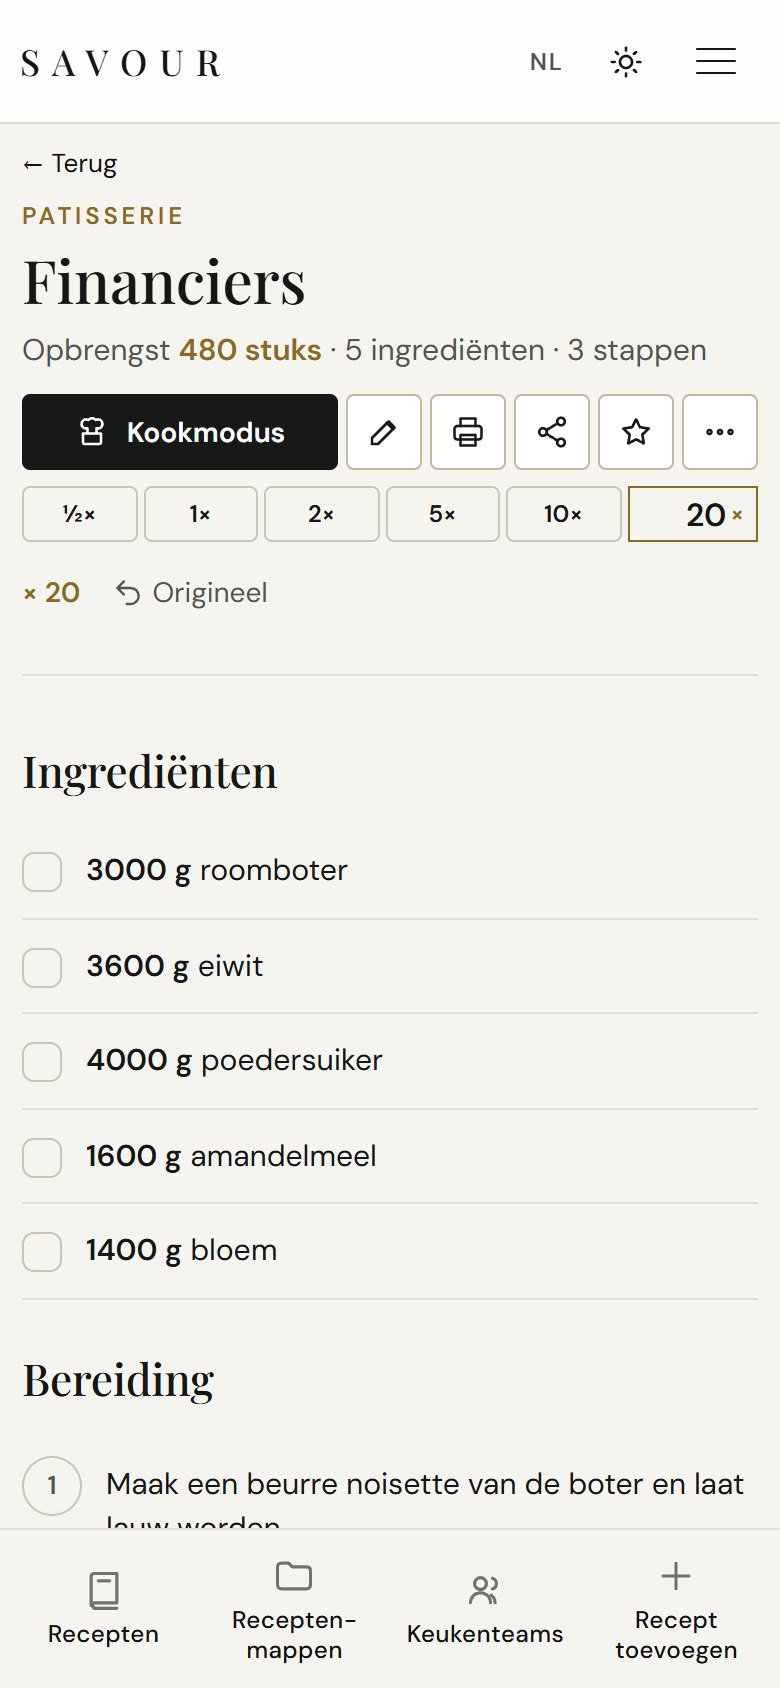 SAVOUR
NL
← Terug
PATISSERIE
Financiers
Opbrengst 480 stuks · 5 ingrediënten · 3 stappen
Kookmodus
½× 1× 2× 5× 10× 20 ×
× 20 Origineel
Ingrediënten
3000 g roomboter
3600 g eiwit
4000 g poedersuiker
1600 g amandelmeel
1400 g bloem
Bereiding
1 Maak een beurre noisette van de boter en laat
lauw worden.
Recepten
Recepten-
mappen
Keukenteams
Recept
toevoegen